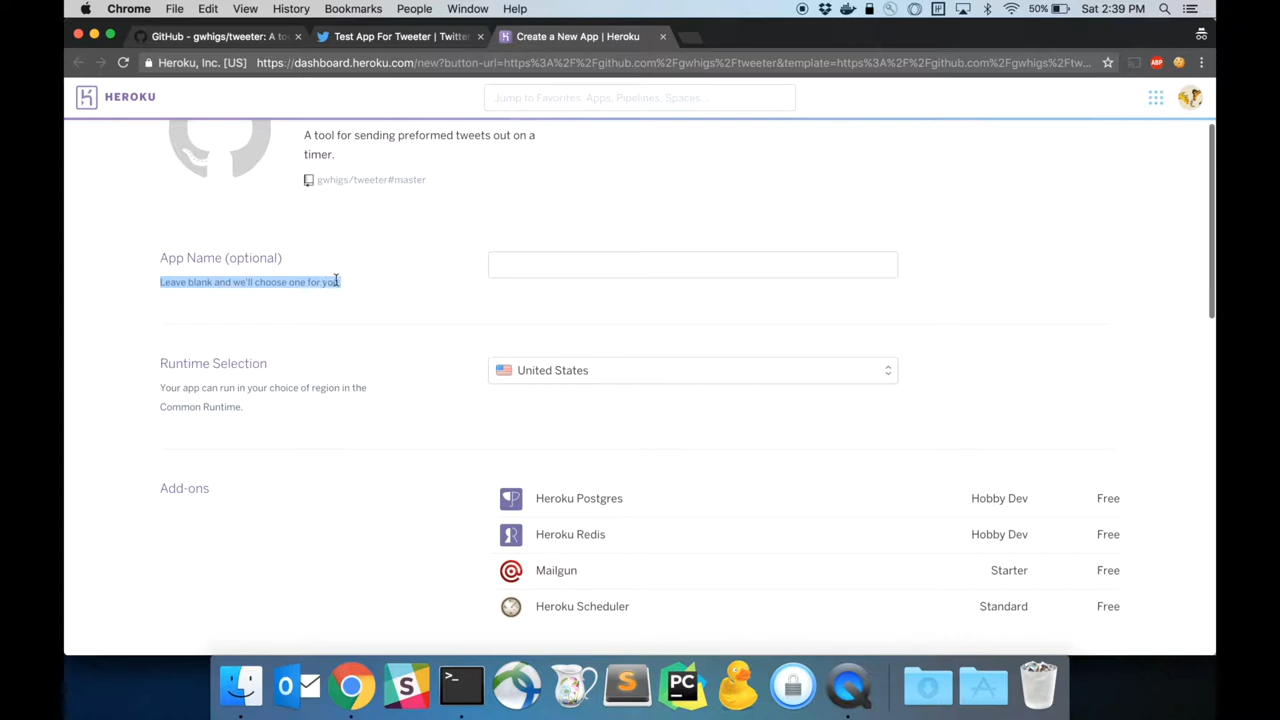 Chrome File Edit View History Bookmarks People Window Help 50% Sat 2:39 PM
GitHub - gwhigs/tweeter: A too Test App For Tweeter | Twitter Create a New App | Heroku
Heroku, Inc. [US] https://dashboard.heroku.com/new?button-url=https%3A%2F%2Fgithub.com%2Fgwhigs%2Ftweeter&template=https%3A%2F%2Fgithub.com%2Fgwhigs%2Ftw... ABP
HEROKU Jump to Favorites, Apps, Pipelines, Spaces...
A tool for sending preformed tweets out on a
timer.
gwhigs/tweeter#master
App Name (optional)
Leave blank and we'll choose one for you.
Runtime Selection United States
Your app can run in your choice of region in the
Common Runtime.
Add-ons
Heroku Postgres Hobby Dev Free
Heroku Redis Hobby Dev Free
Mailgun Starter Free
Heroku Scheduler Standard Free
PC